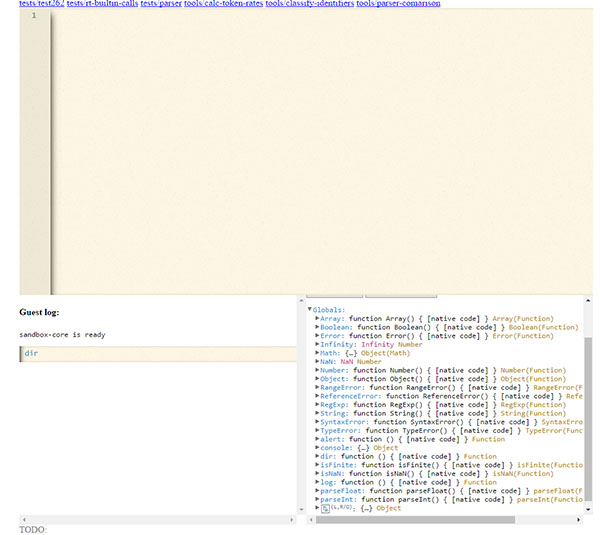 tests/test262 tests/rt-builtin-calls tests/parser tools/calc-token-rates tools/classify-identifiers tools/parser-comarison
1
Guest log:
sandbox-core is ready
dir
Globals:
Array: function Array() { [native code] } Array(Function)
Boolean: function Boolean() { [native code] } Boolean(Function)
Error: function Error() { [native code] } Error(Function)
Infinity: Infinity Number
Math: {…} Object(Math)
NaN: NaN Number
Number: function Number() { [native code] } Number(Function)
Object: function Object() { [native code] } Object(Function)
RangeError: function RangeError() { [native code] } RangeError(F
ReferenceError: function ReferenceError() { [native code] } Refe
RegExp: function RegExp() { [native code] } RegExp(Function)
String: function String() { [native code] } String(Function)
SyntaxError: function SyntaxError() { [native code] } SyntaxErro
TypeError: function TypeError() { [native code] } TypeError(Func
alert: function () { [native code] } Function
console: {…} Object
dir: function () { [native code] } Function
isFinite: function isFinite() { [native code] } isFinite(Functio
isNaN: function isNaN() { [native code] } isNaN(Function)
log: function () { [native code] } Function
parseFloat: function parseFloat() { [native code] } parseFloat(F
parseInt: function parseInt() { [native code] } parseInt(Functio
: {…} Object
TODO: